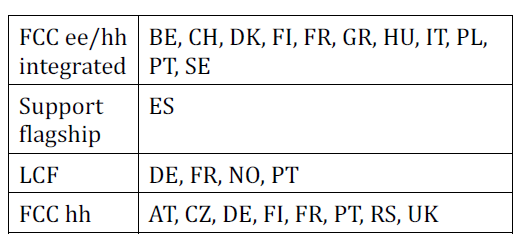 FCC ee/hh integrated
BE, CH, DK, FI, FR, GR, HU, IT, PL,
PT, SE
Support flagship
ES
LCF
DE, FR, NO, PT
FCC hh
AT, CZ, DE, FI, FR, PT, RS, UK